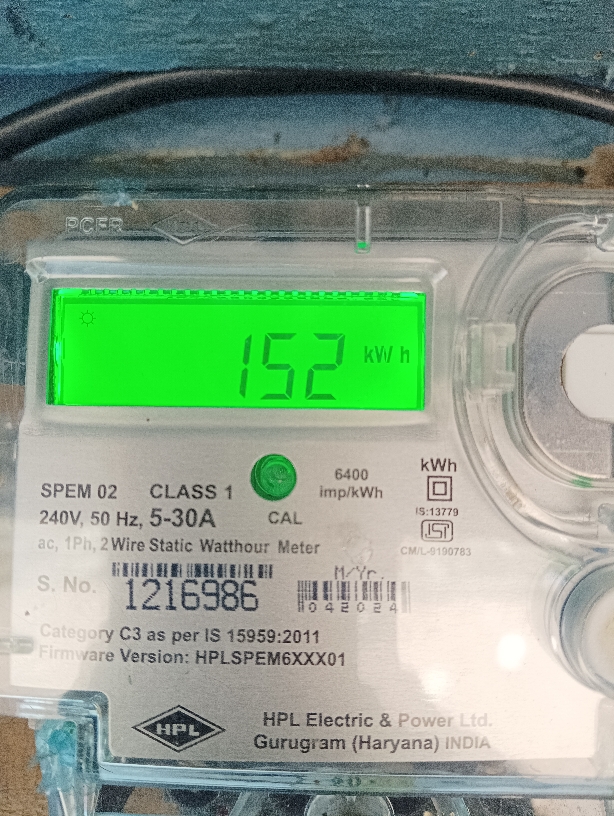 152 kW h
SPEM 02 CLASS 1
6400
imp/kWh
kWh
240V, 50 Hz, 5-30A
CAL
IS:13779
ISI
CM/L-9190783
ac, 1Ph, 2 Wire Static Watthour Meter
S. No. 1216986
M/Yr.
042024
Category C3 as per IS 15959:2011
Firmware Version: HPLSPEM6XXX01
HPL
HPL Electric & Power Ltd.
Gurugram (Haryana) INDIA